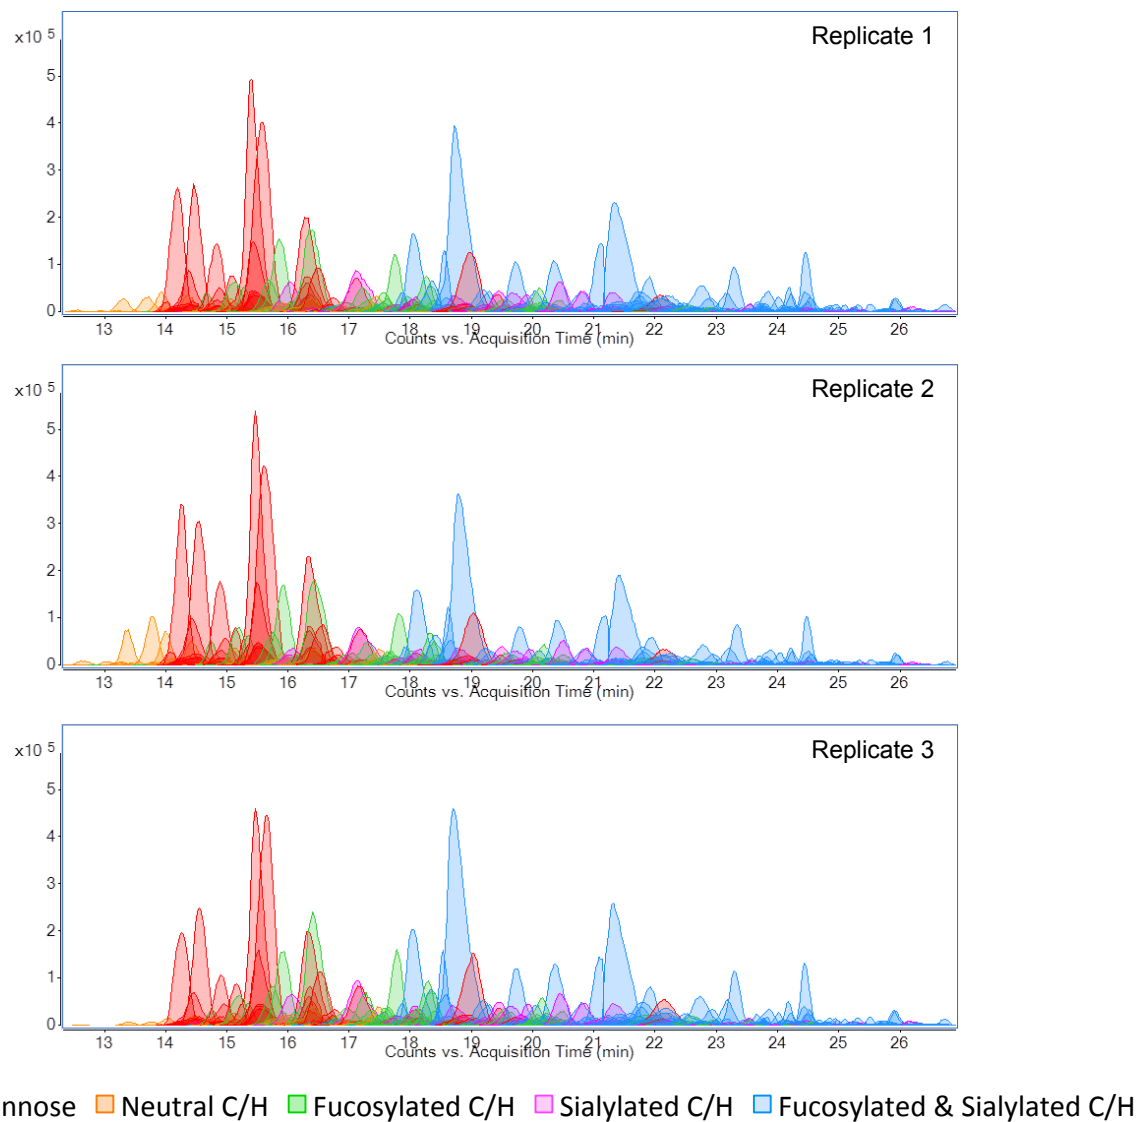 Replicate 1
x10 5
5
4
3
2
1
0
13 14 15 16 17 18 19 20 21 22 23 24 25 26
Counts vs. Acquisition Time (min)
Replicate 2
x10 5
5
4
3
2
1
0
13 14 15 16 17 18 19 20 21 22 23 24 25 26
Counts vs. Acquisition Time (min)
Replicate 3
x10 5
5
4
3
2
1
0
13 14 15 16 17 18 19 20 21 22 23 24 25 26
Counts vs. Acquisition Time (min)
nnose Neutral C/H Fucosylated C/H Sialylated C/H Fucosylated & Sialylated C/H